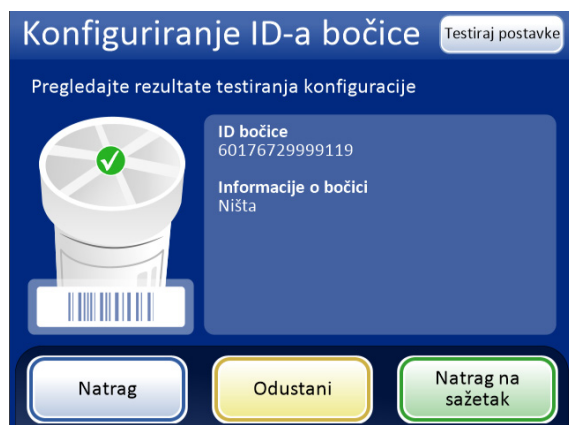 Konfiguriranje ID-a bočice
Testiraj postavke
Pregledajte rezultate testiranja konfiguracije
ID bočice
60176729999119
Informacije o bočici
Ništa
Natrag
Odustani
Natrag na
sažetak